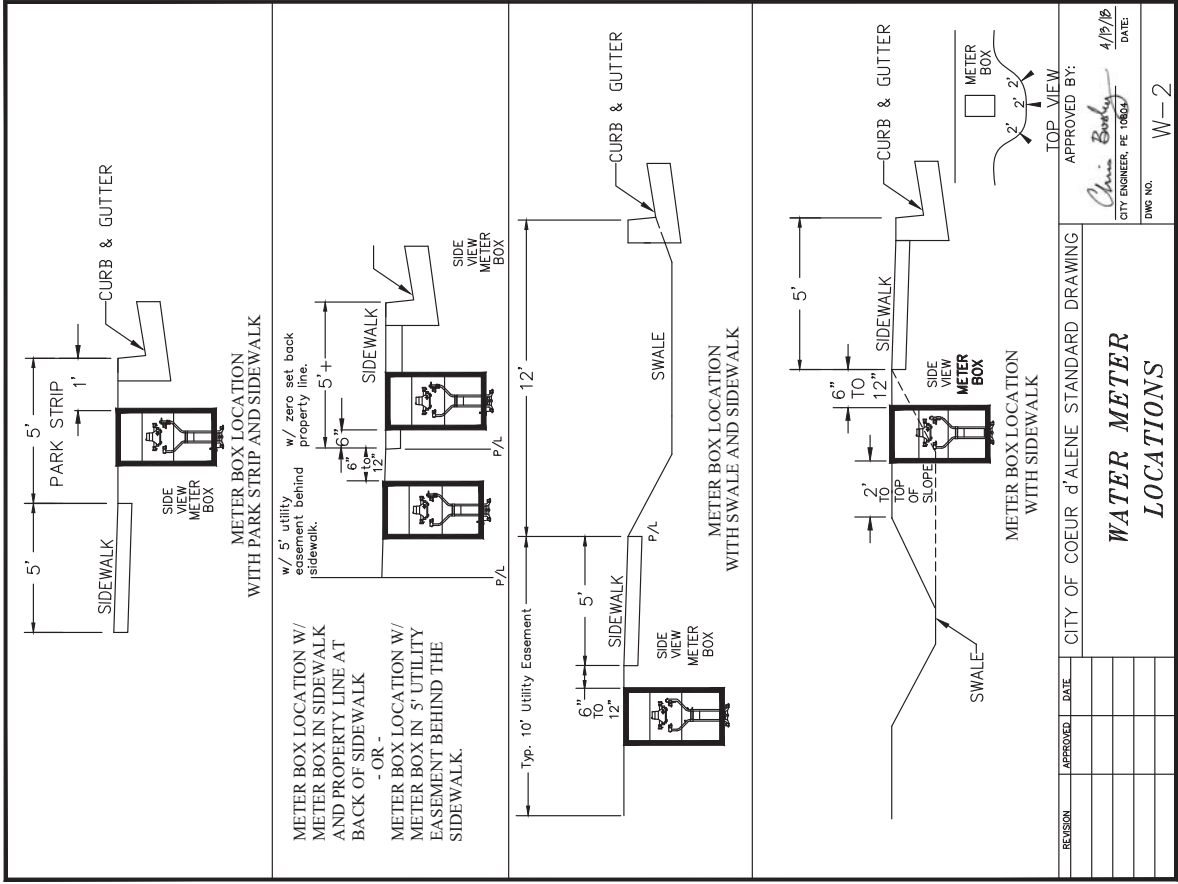 5'
5'
PARK STRIP
1'
SIDEWALK
CURB & GUTTER
SIDE
VIEW
METER
BOX
METER BOX LOCATION
WITH PARK STRIP AND SIDEWALK
METER BOX LOCATION W/
METER BOX IN SIDEWALK
AND PROPERTY LINE AT
BACK OF SIDEWALK
- OR -
METER BOX LOCATION W/
METER BOX IN 5' UTILITY
EASEMENT BEHIND THE
SIDEWALK.
w/ 5' utility
easement behind
sidewalk.
w/ zero set back
property line.
6"
to
12"
6"
5'+
SIDEWALK
P/L
P/L
SIDE
VIEW
METER
BOX
Typ. 10' Utility Easement
12'
6"
TO
12"
5'
SIDEWALK
P/L
SWALE
CURB & GUTTER
SIDE
VIEW
METER
BOX
METER BOX LOCATION
WITH SWALE AND SIDEWALK
2'
TO
TOP
OF
SLOPE
6"
TO
12"
5'
SIDEWALK
CURB & GUTTER
SWALE
SIDE
VIEW
METER
BOX
METER BOX LOCATION
WITH SIDEWALK
METER
BOX
2'
2'
2'
TOP VIEW
REVISION
APPROVED
DATE
CITY OF COEUR d'ALENE STANDARD DRAWING
WATER METER
LOCATIONS
APPROVED BY:
Chris Bosley
4/13/18
CITY ENGINEER, PE 10804
DATE:
DWG NO.
W-2